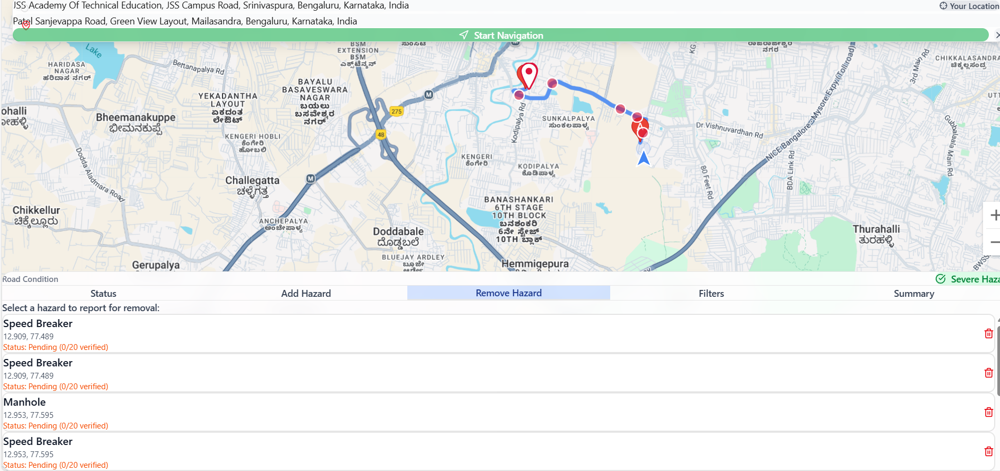 JSS Academy Of Technical Education, JSS Campus Road, Srinivaspura, Bengaluru, Karnataka, India
Your Location
Patel Sanjevappa Road, Green View Layout, Mailasandra, Bengaluru, Karnataka, India
Start Navigation
Lake
HARIDASA
NAGAR
ಹರಿದಾಸ ನಗರ್
Bertanapalya Rd
BSM
EXTENSION
BSM
ಎಕ್ಸ್‌ಟೆನ್ಷನ್
ನಗರ
KG
3rd Main Rd
CHIKKALASANDRA
ಚಿಕ್ಕಲ್ಲಸಂದ್ರ
BAYALU
BASAVESWARA
NAGAR
ಬಯಲು
ಬಸವೇಶ್ವರ
ನಗರ್
M
275
48
YEKADANTHA
LAYOUT
ಏಕದಂತ
ಲೇಔಟ್
ohalli
Bheemanakuppe
ಭೀಮನಕುಪ್ಪೆ
KENGERI HOBLI
ಕೆಂಗೇರಿ
ಹೋಬಲಿ
Kodipalya Rd
SUNKALPALYA
ಸುಂಕಲಪಾಳ್ಯ
Dr.Vishnuvardhan Rd
NICE Bangalore-Mysore Expy (Tollroad)
UTT
Gubbalaala Main Rd
Dodda Aladmara Road
KENGERI
ಕೆಂಗೇರಿ
KODIPALYA
ಕೊಡಿಪಾಳ್ಯ
80 Feet Rd
BDA Link Rd
Challegatta
ಚಳ್ಳೆಗತ್ತ
M
Chikkellur
ಚಿಕ್ಕೆಲ್ಲೂರು
ANCHEPALYA
ಅಂಚೇಪಾಳ್ಯ
BANASHANKARI
6TH STAGE
10TH BLOCK
ಬನಶಂಕರಿ
6ನೇ ಸ್ಟೇಜ್
10TH ಬ್ಲಾಕ್
Doddabale
ದೊಡ್ಡಬಲೆ
Thurahalli
ತುರಹಳ್ಳಿ
BLUEJAY ARDLEY
ಬ್ಲೂಜೇ
Gerupalya
Hemmigepura
BWSS
Road Condition
Severe Haza
Status
Add Hazard
Remove Hazard
Filters
Summary
Select a hazard to report for removal:
Speed Breaker
12.909, 77.489
Status: Pending (0/20 verified)
Speed Breaker
12.909, 77.489
Status: Pending (0/20 verified)
Manhole
12.953, 77.595
Status: Pending (0/20 verified)
Speed Breaker
12.953, 77.595
Status: Pending (0/20 verified)